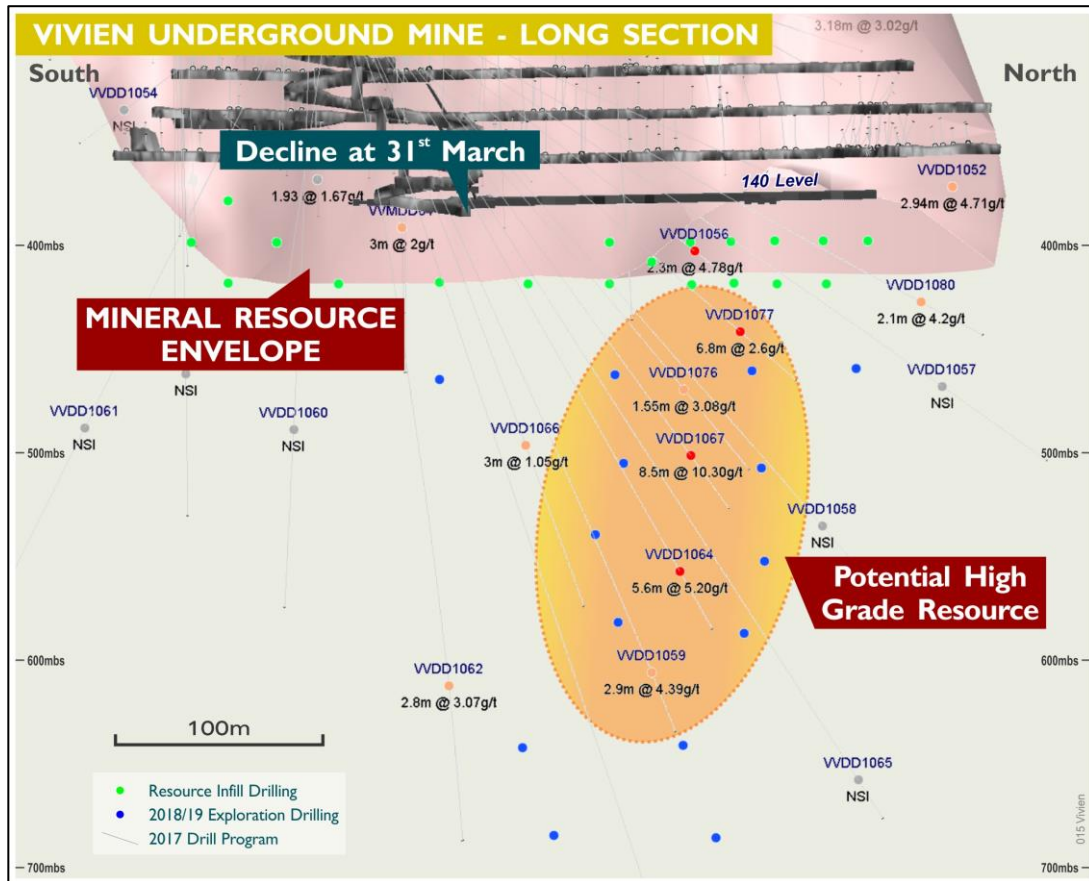 VIVIEN UNDERGROUND MINE - LONG SECTION
3.18m @ 3.02g/t
South
North
VVDD1054
NSI
Decline at 31st March
1.93 @ 1.67g/t
140 Level
VVDD1052
2.94m @ 4.71g/t
3m @ 2g/t
400mbs
400mbs
VVDD1056
2.3m @ 4.78g/t
VVDD1080
2.1m @ 4.2g/t
MINERAL RESOURCE
ENVELOPE
VVDD1077
6.8m @ 2.6g/t
NSI
VVDD1076
1.55m @ 3.08g/t
VVDD1057
NSI
VVDD1061
NSI
VVDD1060
NSI
VVDD1066
3m @ 1.05g/t
VVDD1067
8.5m @ 10.30g/t
500mbs
500mbs
VVDD1058
NSI
VVDD1064
5.6m @ 5.20g/t
Potential High
Grade Resource
VVDD1059
2.9m @ 4.39g/t
600mbs
600mbs
VVDD1062
2.8m @ 3.07g/t
100m
VVDD1065
NSI
Resource Infill Drilling
2018/19 Exploration Drilling
2017 Drill Program
015 Vivien
700mbs
700mbs